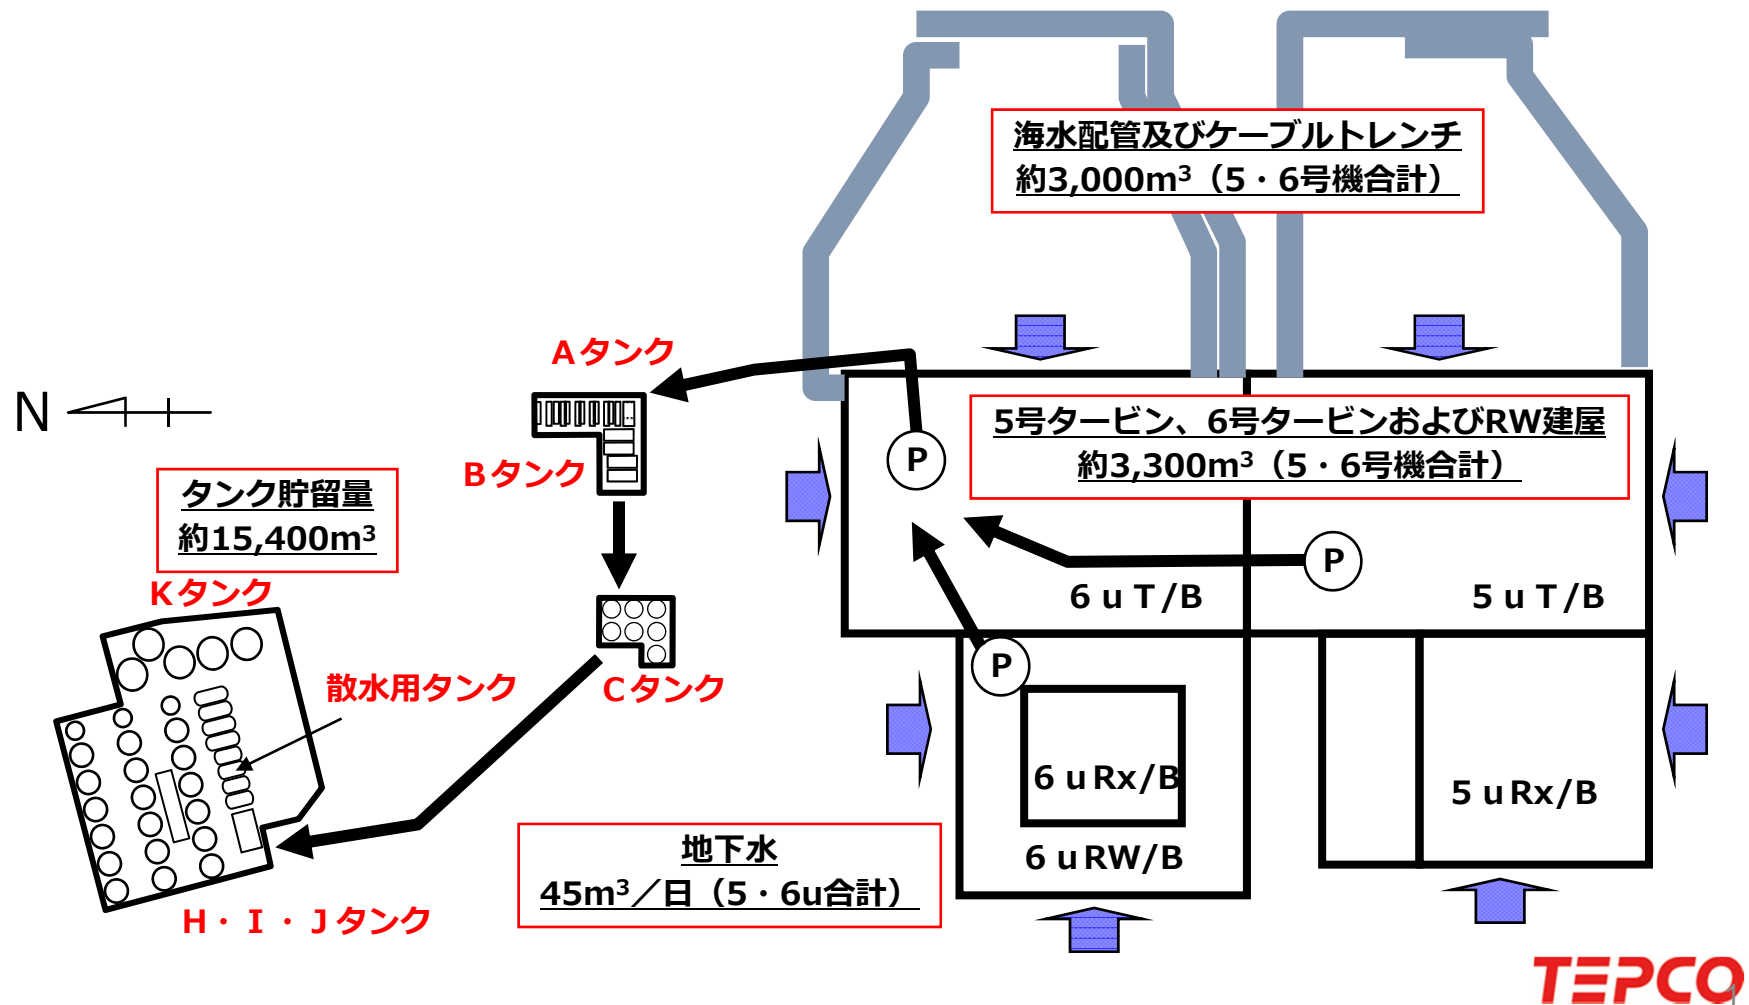 海水配管及びケーブルトレンチ
約3,000m³（5・6号機合計）
Aタンク
N
5号タービン、6号タービンおよびRW建屋
約3,300m³（5・6号機合計）
P
Bタンク
タンク貯留量
約15,400m³
P
Kタンク
6uT/B
5uT/B
P
散水用タンク
Cタンク
6uRx/B
5uRx/B
地下水
45m³／日（5・6u合計）
6uRW/B
H・I・Jタンク
TEPCO
1